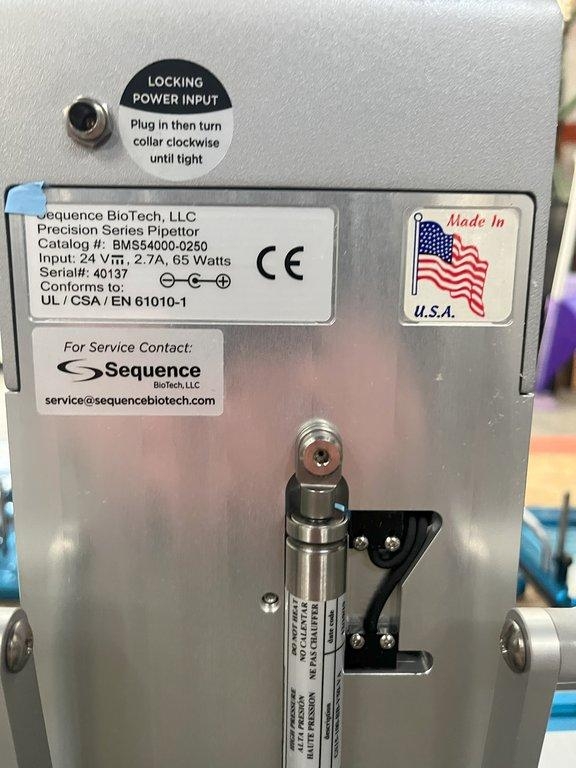 LOCKING
POWER INPUT
Plug in then turn
collar clockwise
until tight
Sequence BioTech, LLC
Precision Series Pipettor
Catalog #: BMS54000-0250
Input: 24 V⎓, 2.7A, 65 Watts
Serial#: 40137
Conforms to:
UL / CSA / EN 61010-1
CE
Made In
U.S.A.
For Service Contact:
Sequence
BioTech, LLC
service@sequencebiotech.com
HIGH PRESSURE DO NOT HEAT
ALTA PRESIÓN NO CALENTAR
HAUTE PRESSION NE PAS CHAUFFER
description date code